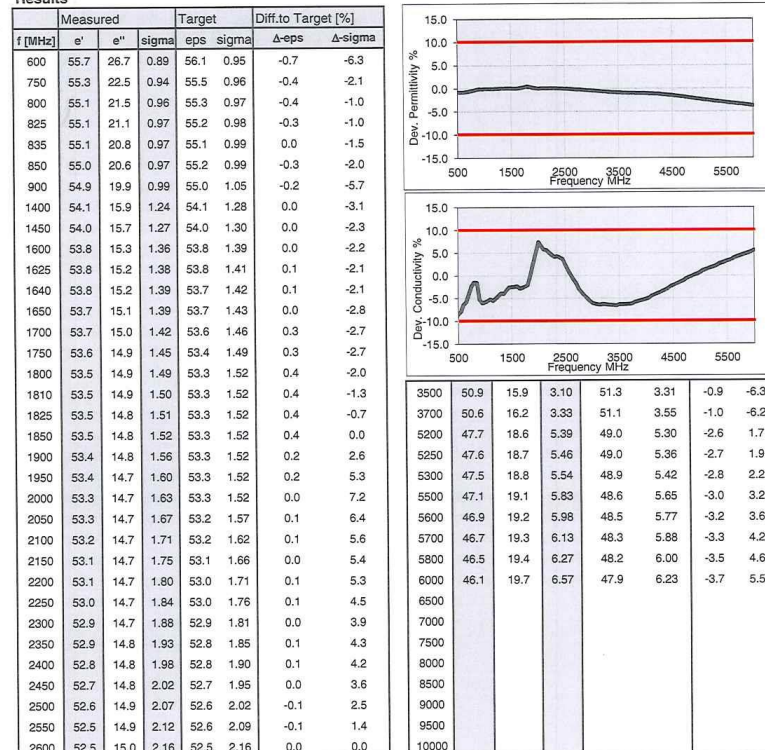 Results
Measured Target Diff.to Target [%]
f [MHz] e' e" sigma eps sigma Δ-eps Δ-sigma
600 55.7 26.7 0.89 56.1 0.95 -0.7 -6.3
750 55.3 22.5 0.94 55.5 0.96 -0.4 -2.1
800 55.1 21.5 0.96 55.3 0.97 -0.4 -1.0
825 55.1 21.1 0.97 55.2 0.98 -0.3 -1.0
835 55.1 20.8 0.97 55.1 0.99 0.0 -1.5
850 55.0 20.6 0.97 55.2 0.99 -0.3 -2.0
900 54.9 19.9 0.99 55.0 1.05 -0.2 -5.7
1400 54.1 15.9 1.24 54.1 1.28 0.0 -3.1
1450 54.0 15.7 1.27 54.0 1.30 0.0 -2.3
1600 53.8 15.3 1.36 53.8 1.39 0.0 -2.2
1625 53.8 15.2 1.38 53.8 1.41 0.1 -2.1
1640 53.8 15.2 1.39 53.7 1.42 0.1 -2.1
1650 53.7 15.1 1.39 53.7 1.43 0.0 -2.8
1700 53.7 15.0 1.42 53.6 1.46 0.3 -2.7
1750 53.6 14.9 1.45 53.4 1.49 0.3 -2.7
1800 53.5 14.9 1.49 53.3 1.52 0.4 -2.0
1810 53.5 14.9 1.50 53.3 1.52 0.4 -1.3
1825 53.5 14.8 1.51 53.3 1.52 0.4 -0.7
1850 53.5 14.8 1.52 53.3 1.52 0.4 0.0
1900 53.4 14.8 1.56 53.3 1.52 0.2 2.6
1950 53.4 14.7 1.60 53.3 1.52 0.2 5.3
2000 53.3 14.7 1.63 53.3 1.52 0.0 7.2
2050 53.3 14.7 1.67 53.2 1.57 0.1 6.4
2100 53.2 14.7 1.71 53.2 1.62 0.1 5.6
2150 53.1 14.7 1.75 53.1 1.66 0.0 5.4
2200 53.1 14.7 1.80 53.0 1.71 0.1 5.3
2250 53.0 14.7 1.84 53.0 1.76 0.1 4.5
2300 52.9 14.7 1.88 52.9 1.81 0.0 3.9
2350 52.9 14.8 1.93 52.8 1.85 0.1 4.3
2400 52.8 14.8 1.98 52.8 1.90 0.1 4.2
2450 52.7 14.8 2.02 52.7 1.95 0.0 3.6
2500 52.6 14.9 2.07 52.6 2.02 -0.1 2.5
2550 52.5 14.9 2.12 52.6 2.09 -0.1 1.4
2600 52.5 15.0 2.16 52.5 2.16 0.0 0.0
15.0
10.0
5.0
0.0
-5.0
-10.0
-15.0
Dev. Permittivity %
500 1500 2500 3500 4500 5500
Frequency MHz
15.0
10.0
5.0
0.0
-5.0
-10.0
-15.0
Dev. Conductivity %
500 1500 2500 3500 4500 5500
Frequency MHz
3500 50.9 15.9 3.10 51.3 3.31 -0.9 -6.3
3700 50.6 16.2 3.33 51.1 3.55 -1.0 -6.2
5200 47.7 18.6 5.39 49.0 5.30 -2.6 1.7
5250 47.6 18.7 5.46 49.0 5.36 -2.7 1.9
5300 47.5 18.8 5.54 48.9 5.42 -2.8 2.2
5500 47.1 19.1 5.83 48.6 5.65 -3.0 3.2
5600 46.9 19.2 5.98 48.5 5.77 -3.2 3.6
5700 46.7 19.3 6.13 48.3 5.88 -3.3 4.2
5800 46.5 19.4 6.27 48.2 6.00 -3.5 4.6
6000 46.1 19.7 6.57 47.9 6.23 -3.7 5.5
6500
7000
7500
8000
8500
9000
9500
10000